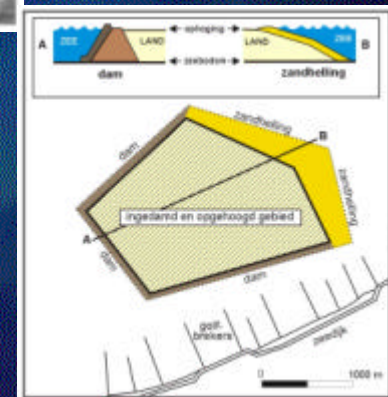 A
B
ZEE
LAND
ophoging
LAND
ZEE
zeebodem
dam
zandhelling
zandhelling
dam
B
zandhelling
ingedamd en opgehoogd gebied
A
dam
dam
golf-
brekers
zeedijk
0
1000 m